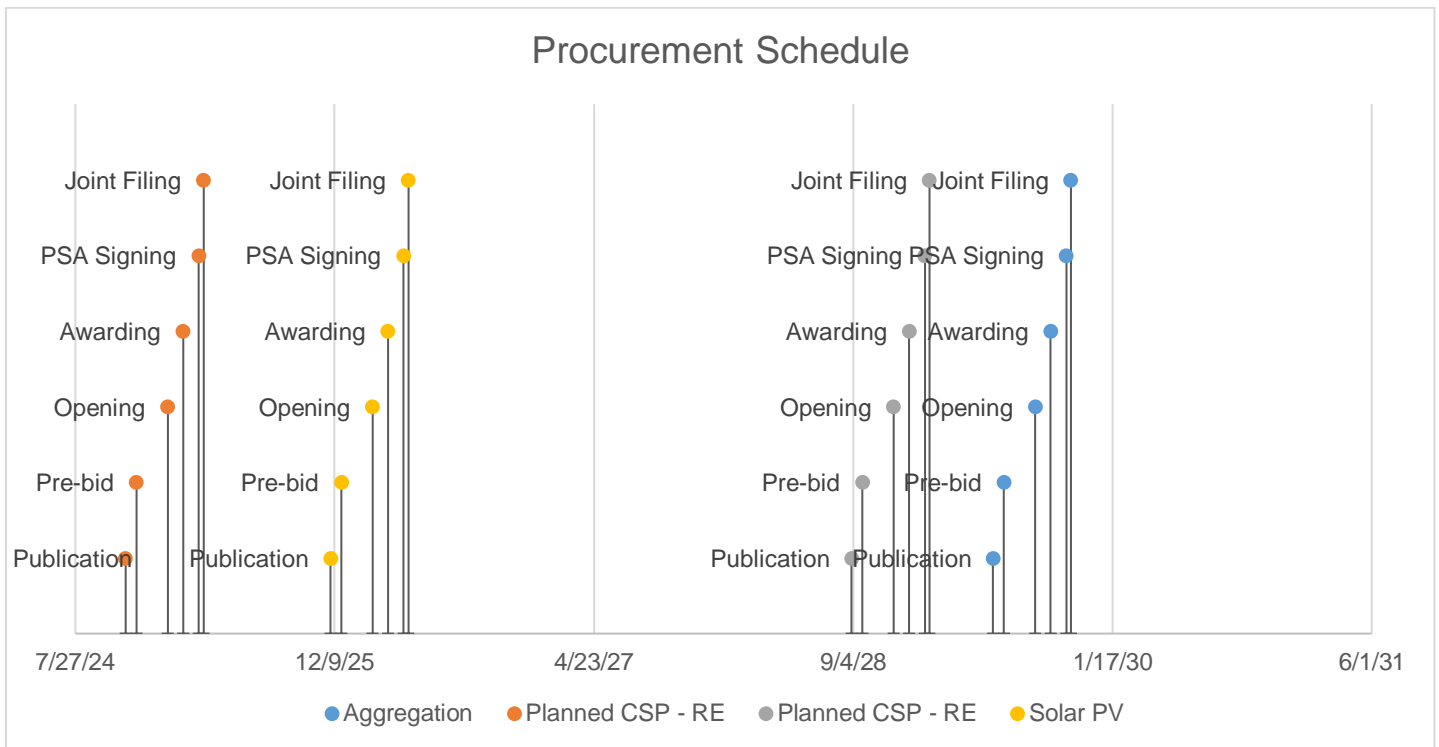 Procurement Schedule
Joint Filing Joint Filing Joint Filing Joint Filing
PSA Signing PSA Signing PSA Signing PSA Signing
Awarding Awarding Awarding Awarding
Opening Opening Opening Opening
Pre-bid Pre-bid Pre-bid Pre-bid
Publication Publication Publication Publication
7/27/24 12/9/25 4/23/27 9/4/28 1/17/30 6/1/31
Aggregation Planned CSP - RE Planned CSP - RE Solar PV